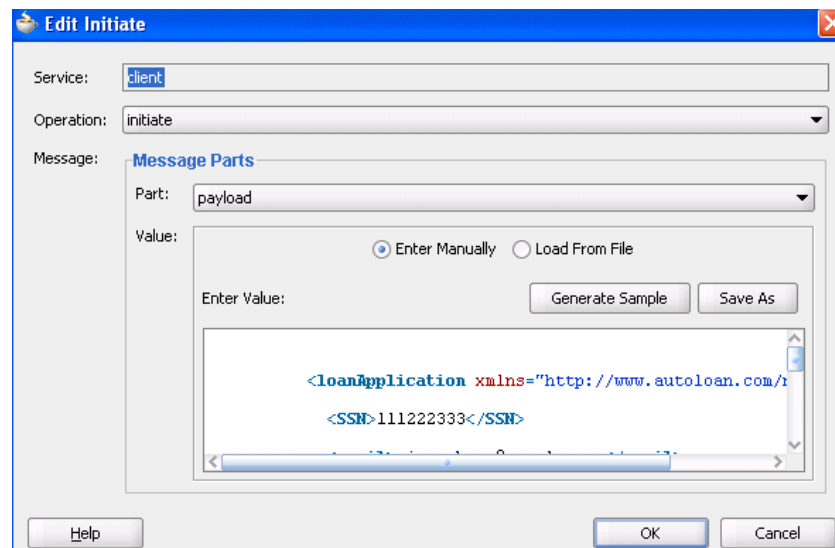 Edit Initiate
Service: client
Operation: initiate
Message: Message Parts
Part: payload
Value:
Enter Manually Load From File
Enter Value: Generate Sample Save As
<loanApplication xmlns="http://www.autoloan.com/
<SSN>111222333</SSN>
Help OK Cancel